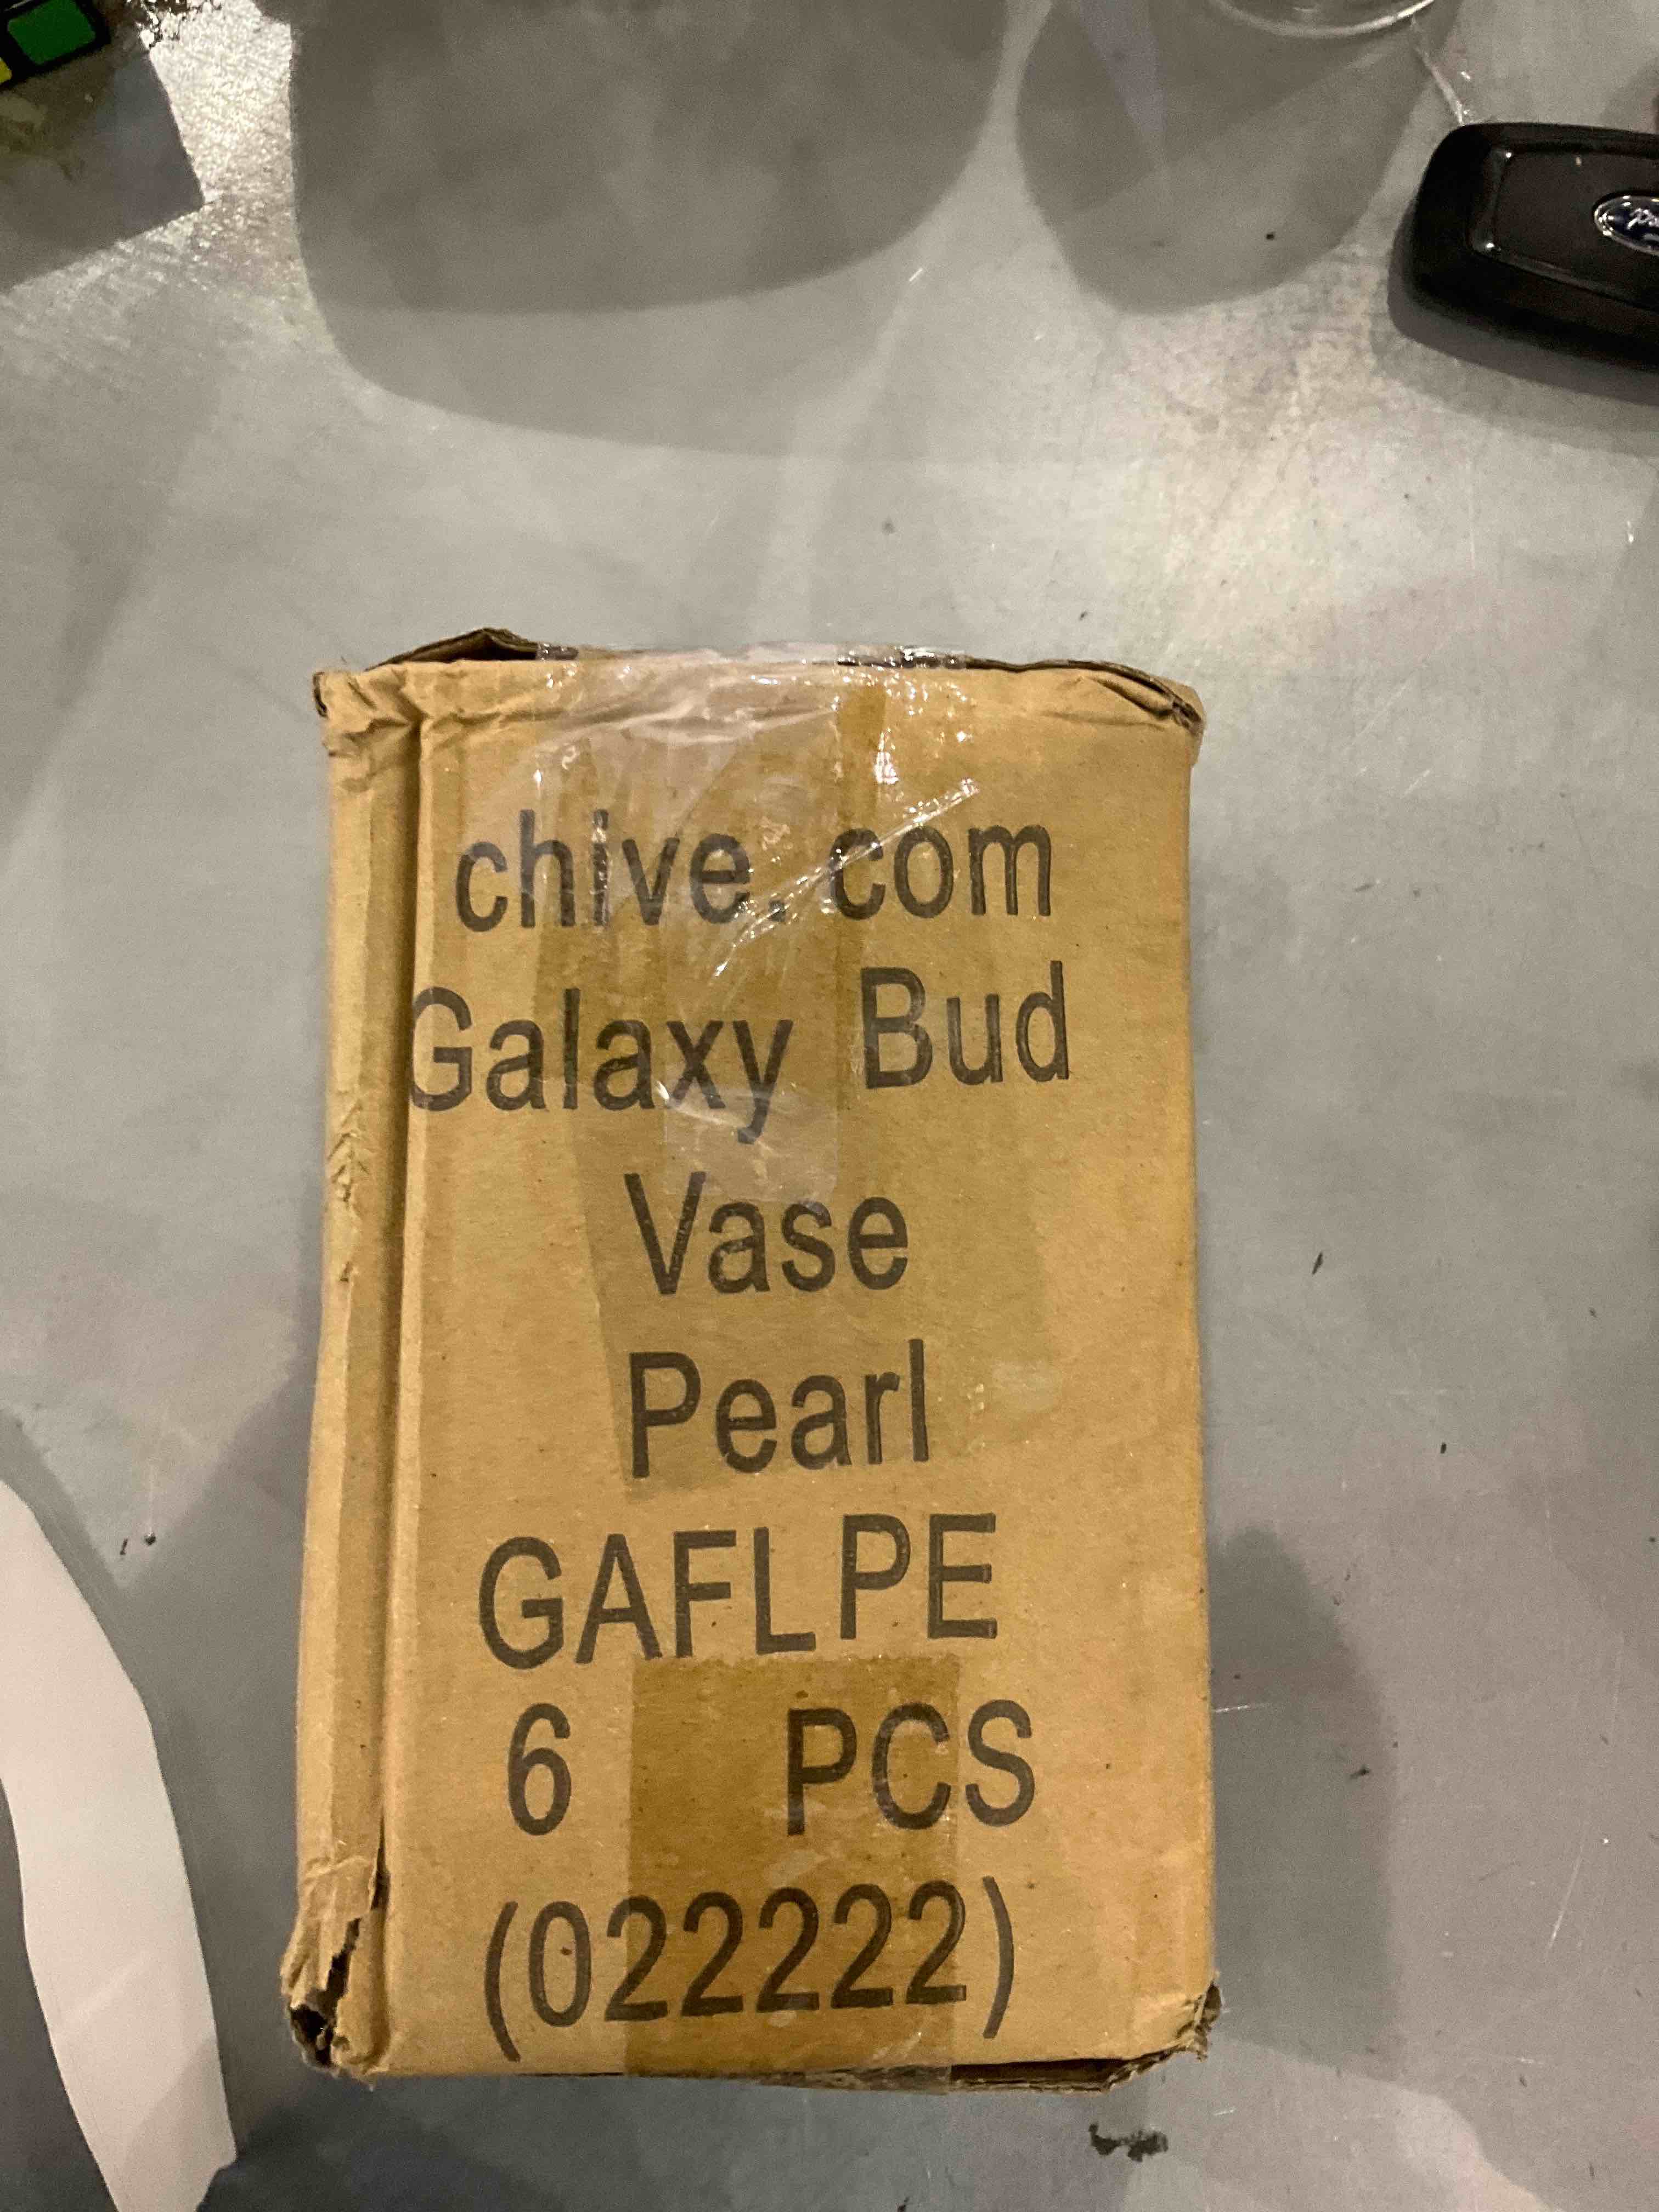 chive.com
Galaxy Bud
Vase
Pearl
GAFLPE
6 PCS
(022222)